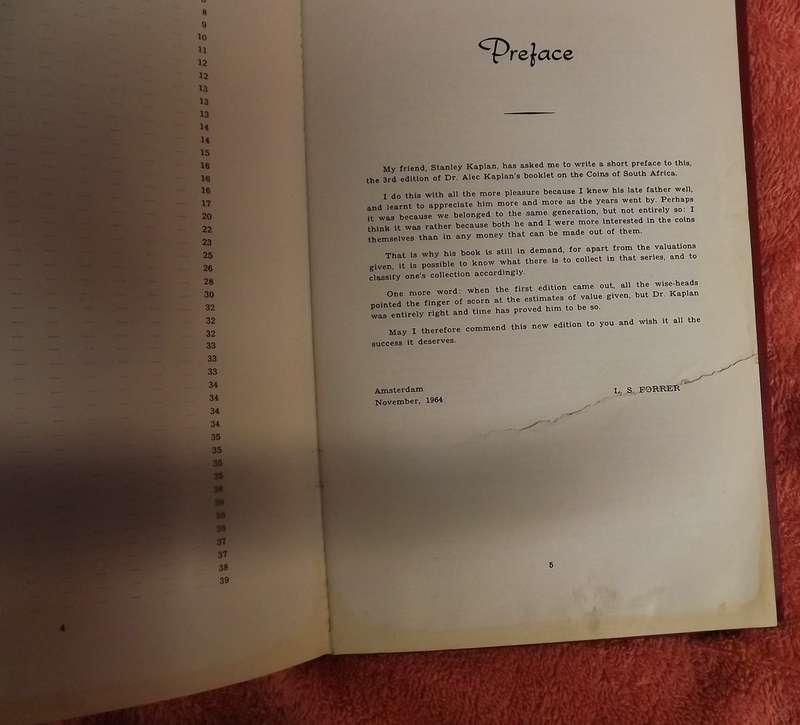 8
9
10
11
12
12
13
13
13
14
14
15
16
16
16
17
20
22
23
25
26
28
30
32
32
32
33
33
33
34
34
34
34
35
35
35
35
36
36
36
36
37
37
38
39
4
Preface
My friend, Stanley Kaplan, has asked me to write a short preface to this,
the 3rd edition of Dr. Alec Kaplan's booklet on the Coins of South Africa.
I do this with all the more pleasure because I knew his late father well,
and learnt to appreciate him more and more as the years went by. Perhaps
it was because we belonged to the same generation, but not entirely so: I
think it was rather because both he and I were more interested in the coins
themselves than in any money that can be made out of them.
That is why his book is still in demand, for apart from the valuations
given, it is possible to know what there is to collect in that series, and to
classify one's collection accordingly.
One more word: when the first edition came out, all the wise-heads
pointed the finger of scorn at the estimates of value given, but Dr. Kaplan
was entirely right and time has proved him to be so.
May I therefore commend this new edition to you and wish it all the
success it deserves.
Amsterdam
November, 1964
L. S. FORRER
5